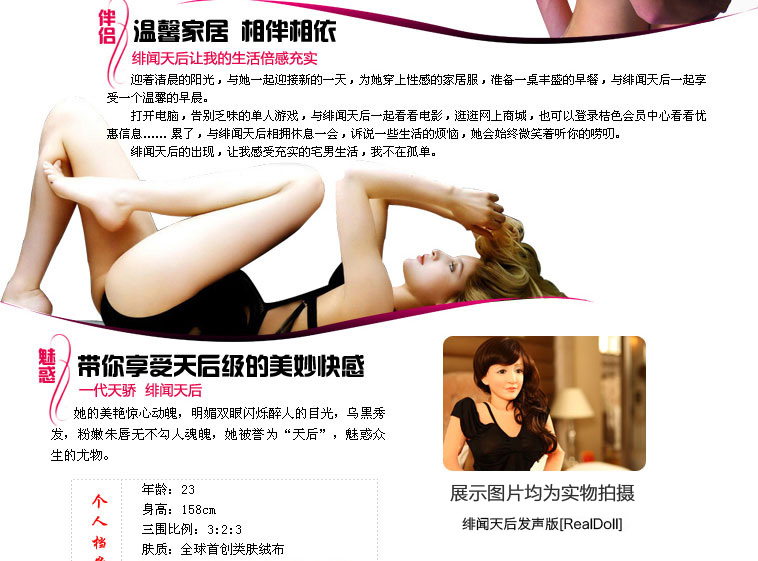 伴侣
温馨家居 相伴相依
绯闻天后让我的生活倍感充实
迎着清晨的阳光，与她一起迎接新的一天，为她穿上性感的家居服，准备一桌丰盛的早餐，与绯闻天后一起享
受一个温馨的早晨。
打开电脑，告别乏味的单人游戏，与绯闻天后一起看看电影，逛逛网上商城，也可以登录桔色会员中心看看优
惠信息...... 累了，与绯闻天后相拥休息一会，诉说一些生活的烦恼，她会始终微笑着听你的唠叨。
绯闻天后的出现，让我感受充实的宅男生活，我不在孤单。
魅惑
带你享受天后级的美妙快感
一代天骄 绯闻天后
她的美艳惊心动魄，明媚双眼闪烁醉人的目光，乌黑秀
发，粉嫩朱唇无不勾人魂魄，她被誉为“天后”，魅惑众
生的尤物。
个人档
年龄：23
身高：158cm
三围比例：3:2:3
肤质：全球首创类肤绒布
展示图片均为实物拍摄
绯闻天后发声版[RealDoll]